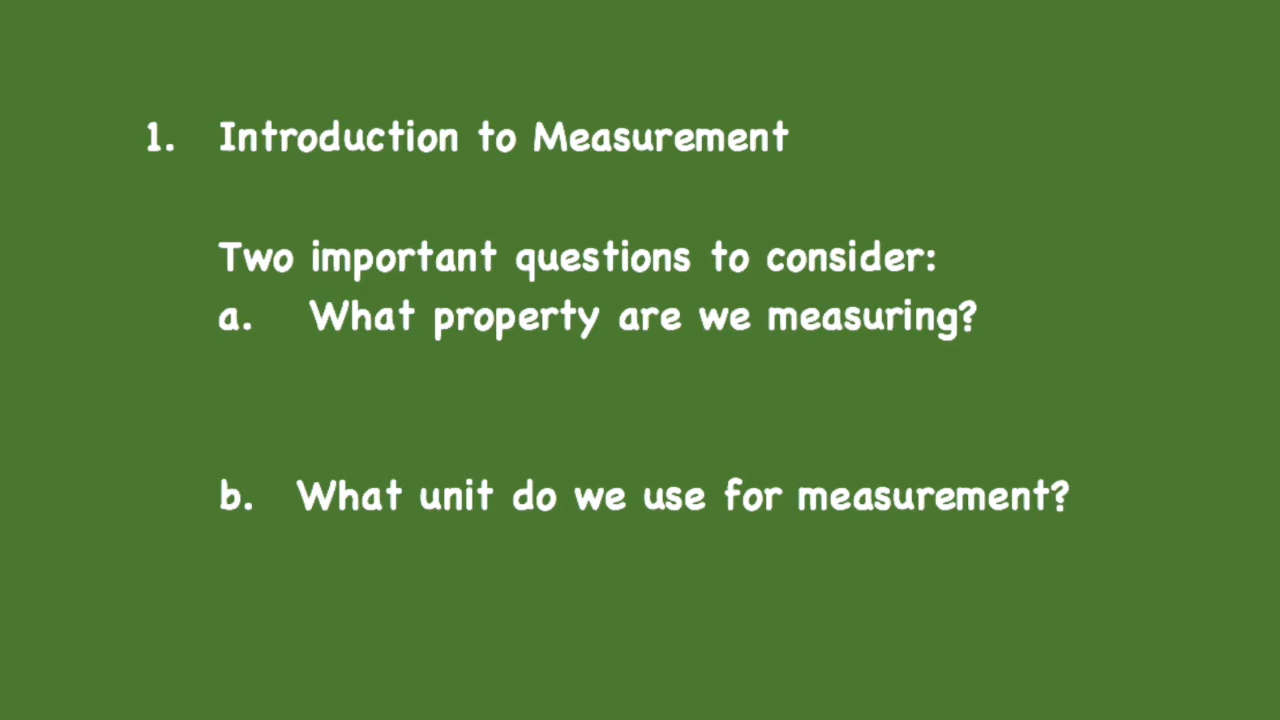 1. Introduction to Measurement
Two important questions to consider:
a. What property are we measuring?
b. What unit do we use for measurement?